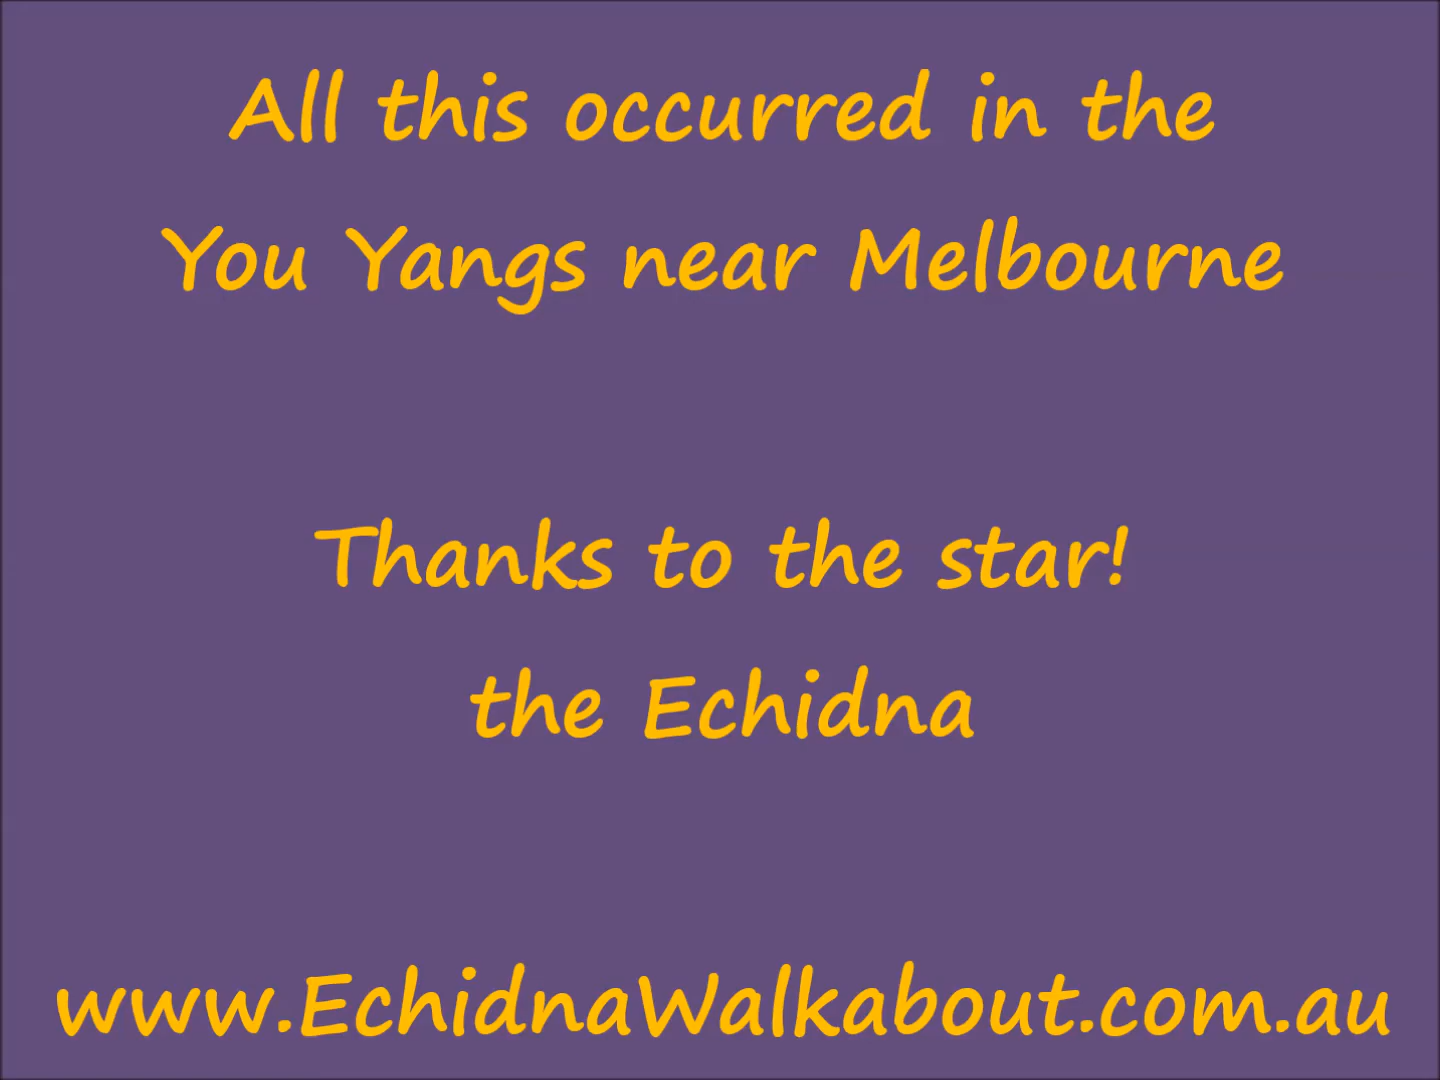 All this occurred in the
You Yangs near Melbourne
Thanks to the star!
the Echidna
www.EchidnaWalkabout.com.au